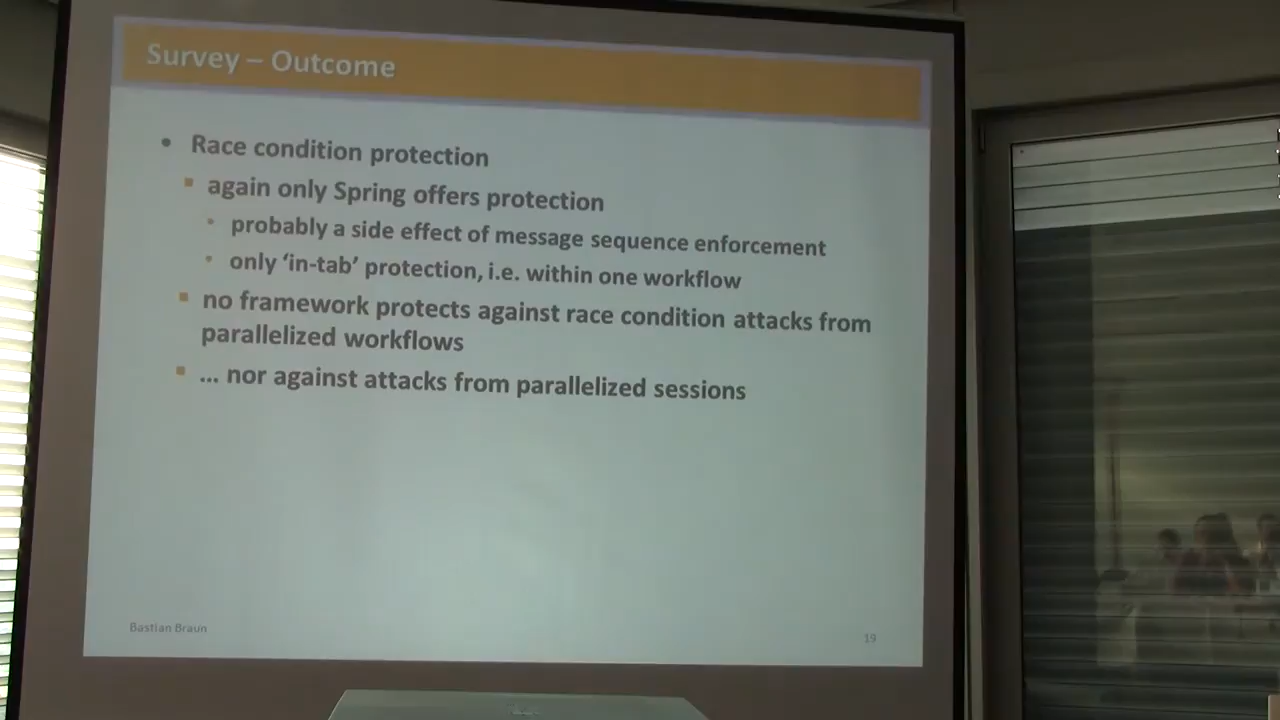 Survey – Outcome
• Race condition protection
▪ again only Spring offers protection
• probably a side effect of message sequence enforcement
• only ‘in-tab’ protection, i.e. within one workflow
▪ no framework protects against race condition attacks from
parallelized workflows
▪ ... nor against attacks from parallelized sessions
Bastian Braun
19